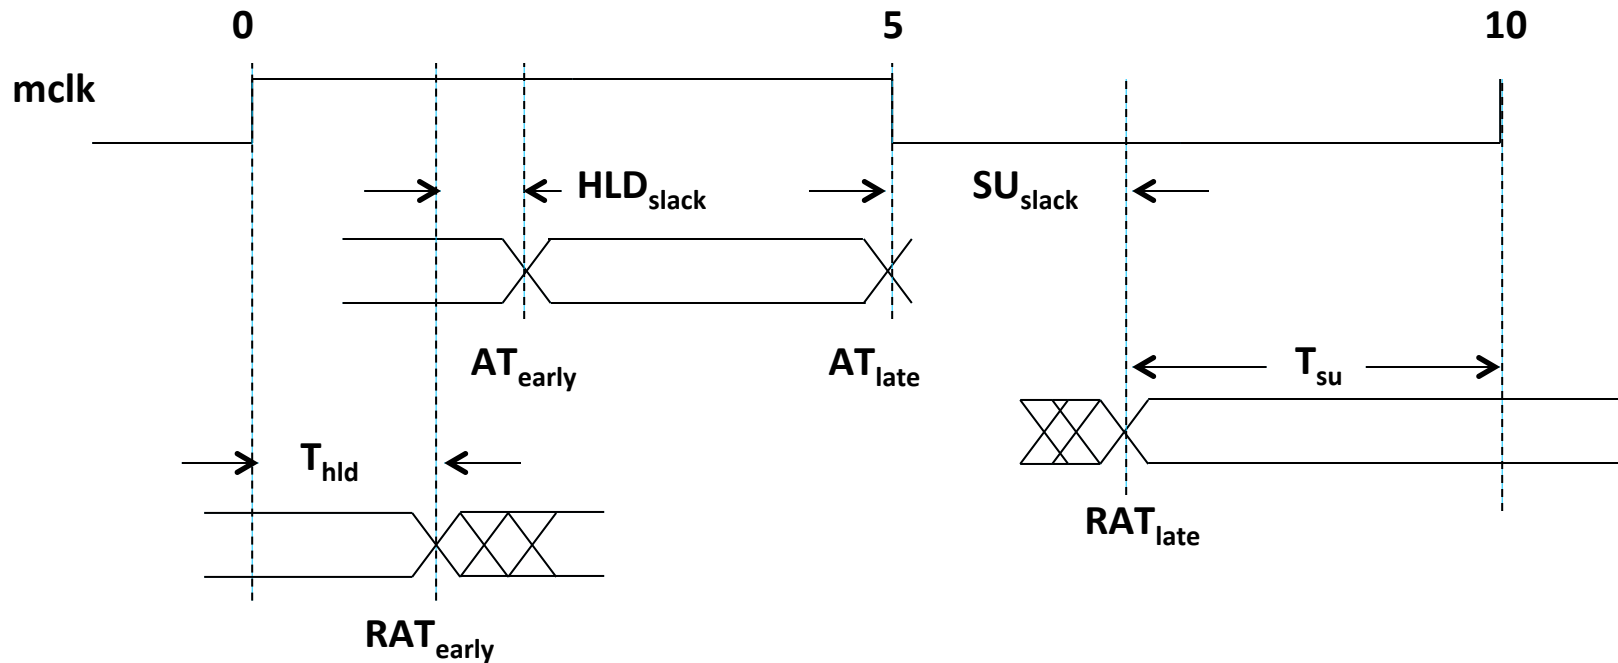 0 5 10
mclk
HLDslack SUslack
ATearly ATlate
Tsu
Thld
RATlate
RATearly